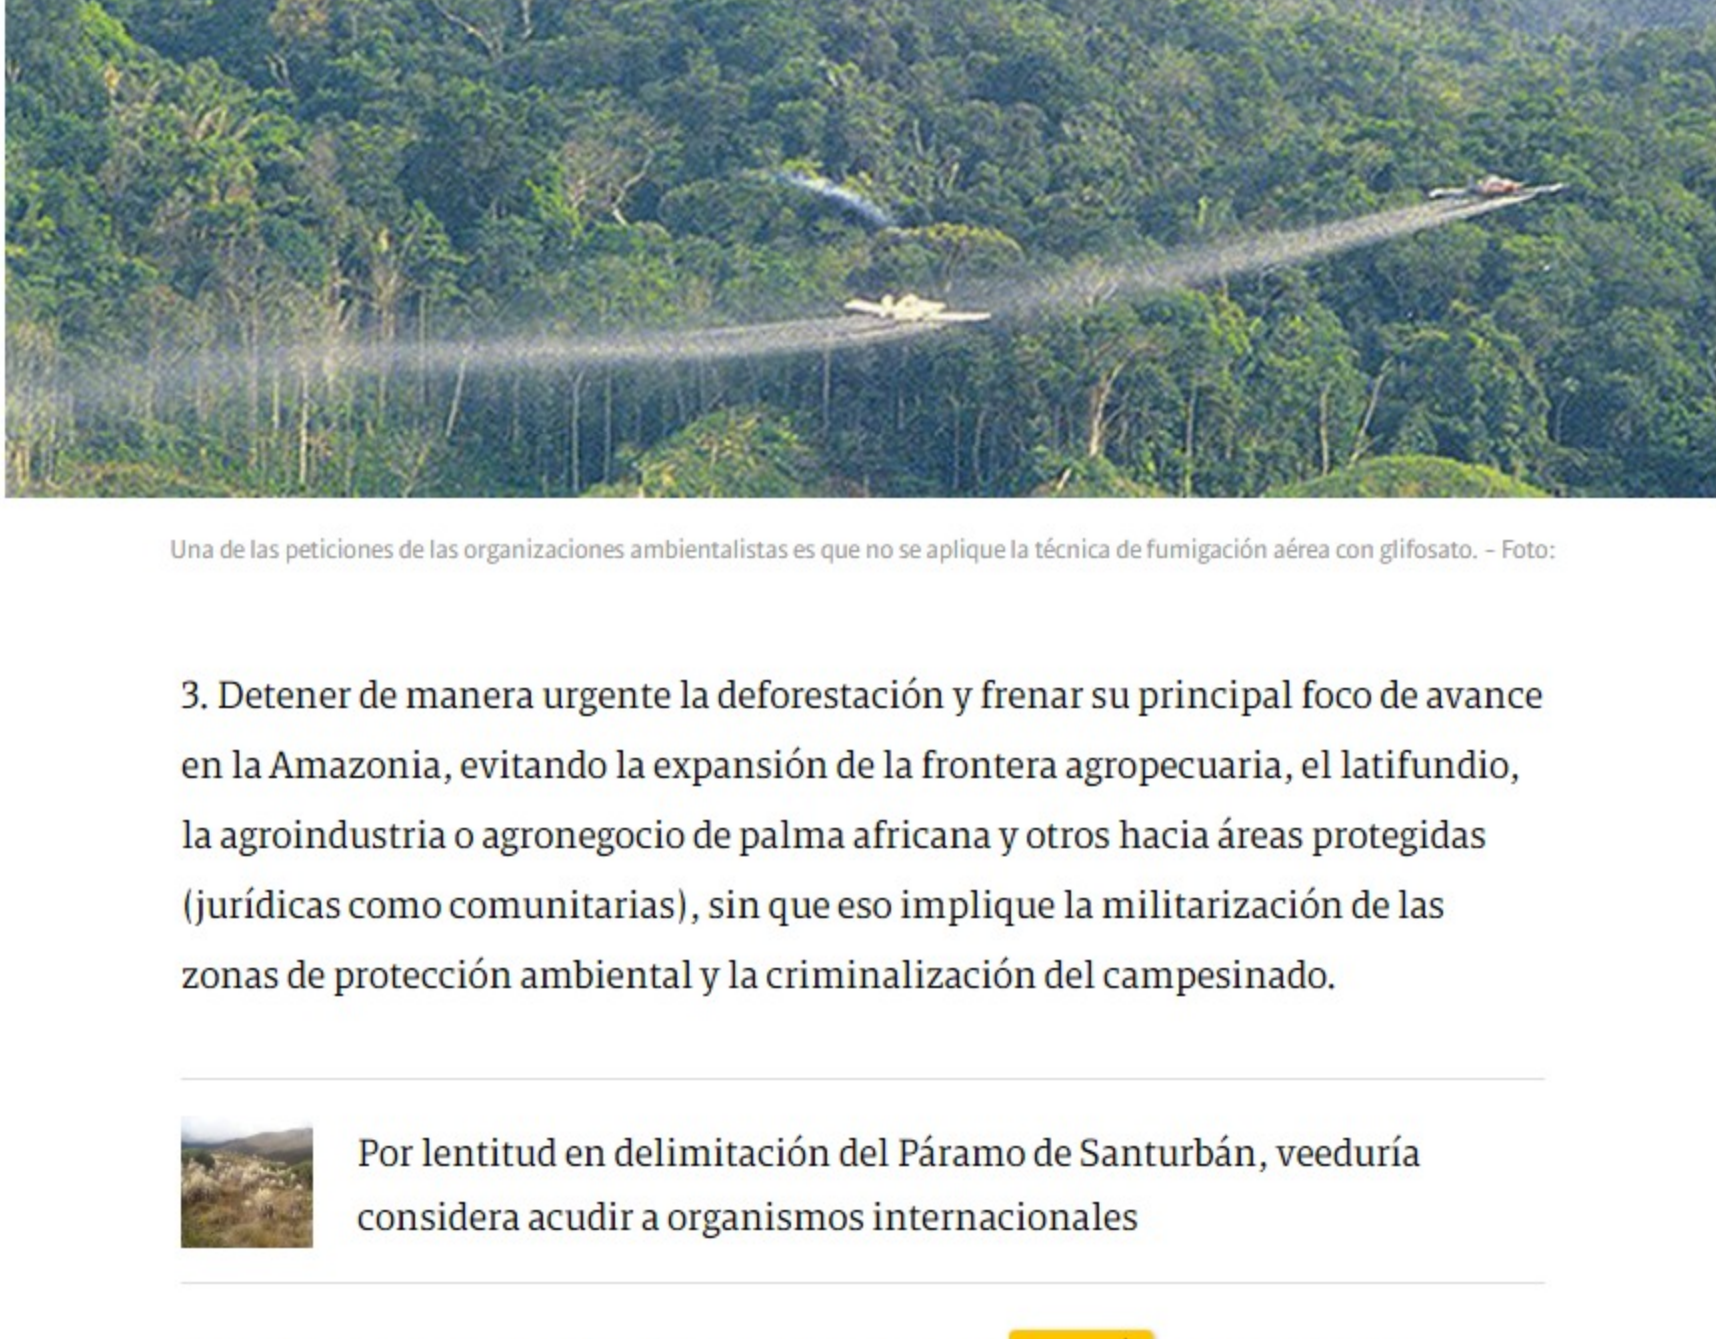 Una de las peticiones de las organizaciones ambientalistas es que no se aplique la técnica de fumigación aérea con glifosato. - Foto:
3. Detener de manera urgente la deforestación y frenar su principal foco de avance
en la Amazonia, evitando la expansión de la frontera agropecuaria, el latifundio,
la agroindustria o agronegocio de palma africana y otros hacia áreas protegidas
(jurídicas como comunitarias), sin que eso implique la militarización de las
zonas de protección ambiental y la criminalización del campesinado.
Por lentitud en delimitación del Páramo de Santurbán, veeduría
considera acudir a organismos internacionales